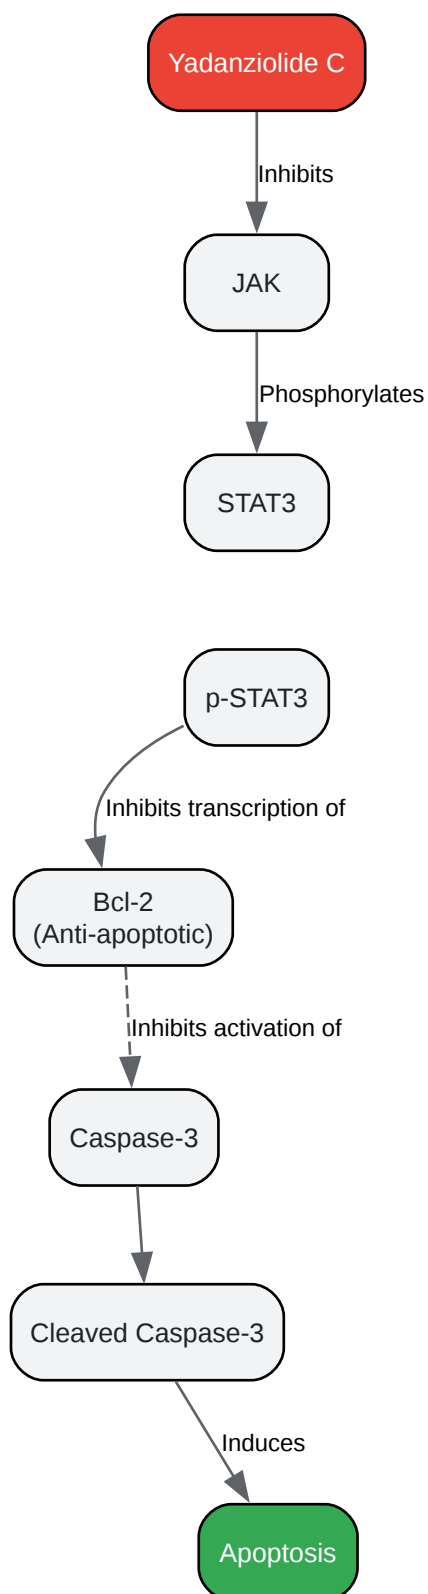 Yadanziolide C
Inhibits
JAK
Phosphorylates
STAT3
p-STAT3
Inhibits transcription of
Bcl-2
(Anti-apoptotic)
Inhibits activation of
Caspase-3
Cleaved Caspase-3
Induces
Apoptosis